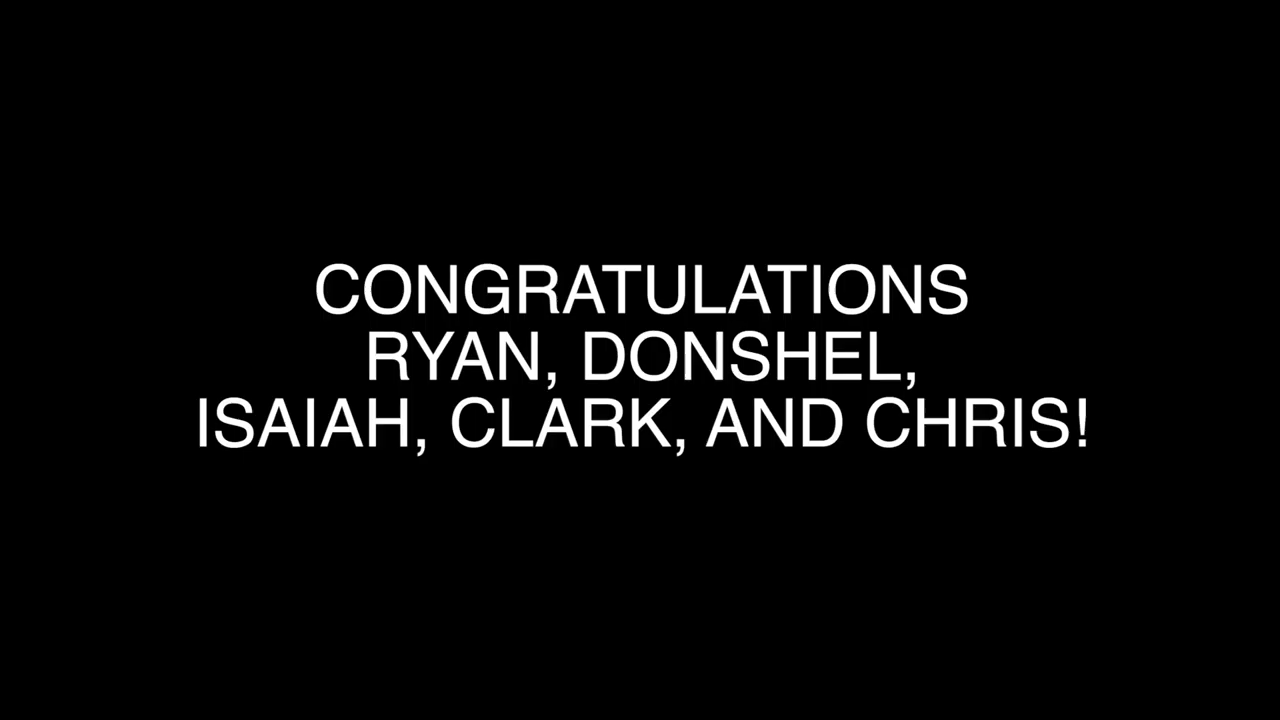 CONGRATULATIONS
RYAN, DONSHEL,
ISAIAH, CLARK, AND CHRIS!